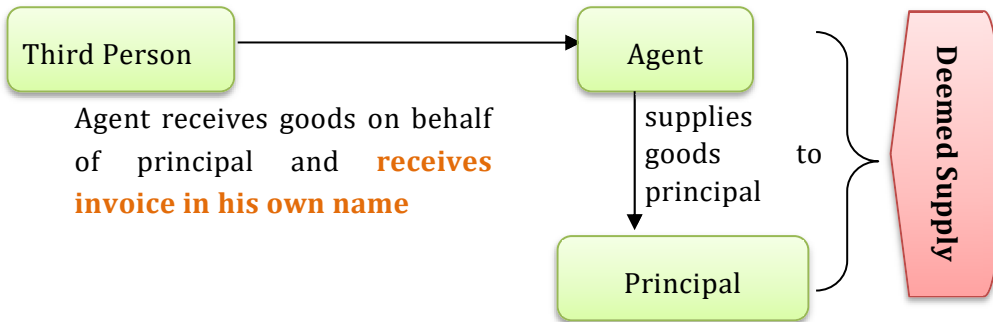 Third Person
Agent
Agent receives goods on behalf
of principal and receives
invoice in his own name
supplies
goods to
principal
Principal
Deemed Supply